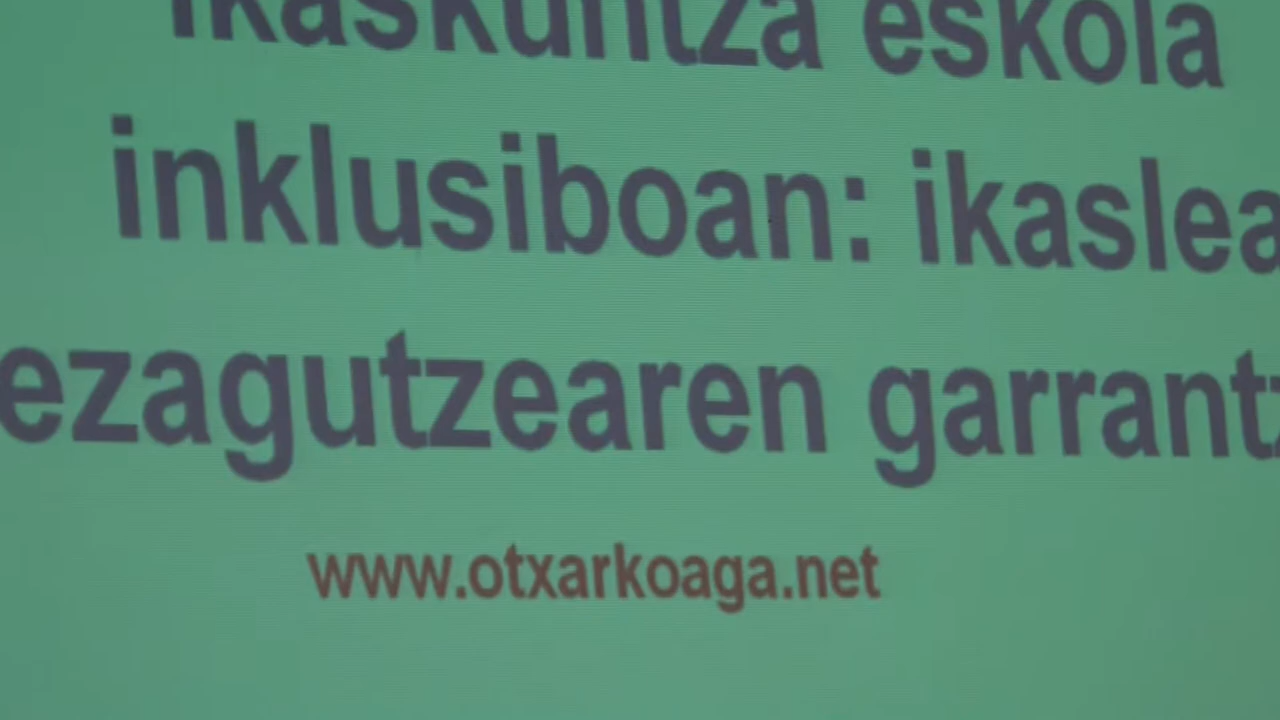 ikaskuntza eskola
inklusiboan: ikaslea
ezagutzearen garrantz
www.otxarkoaga.net